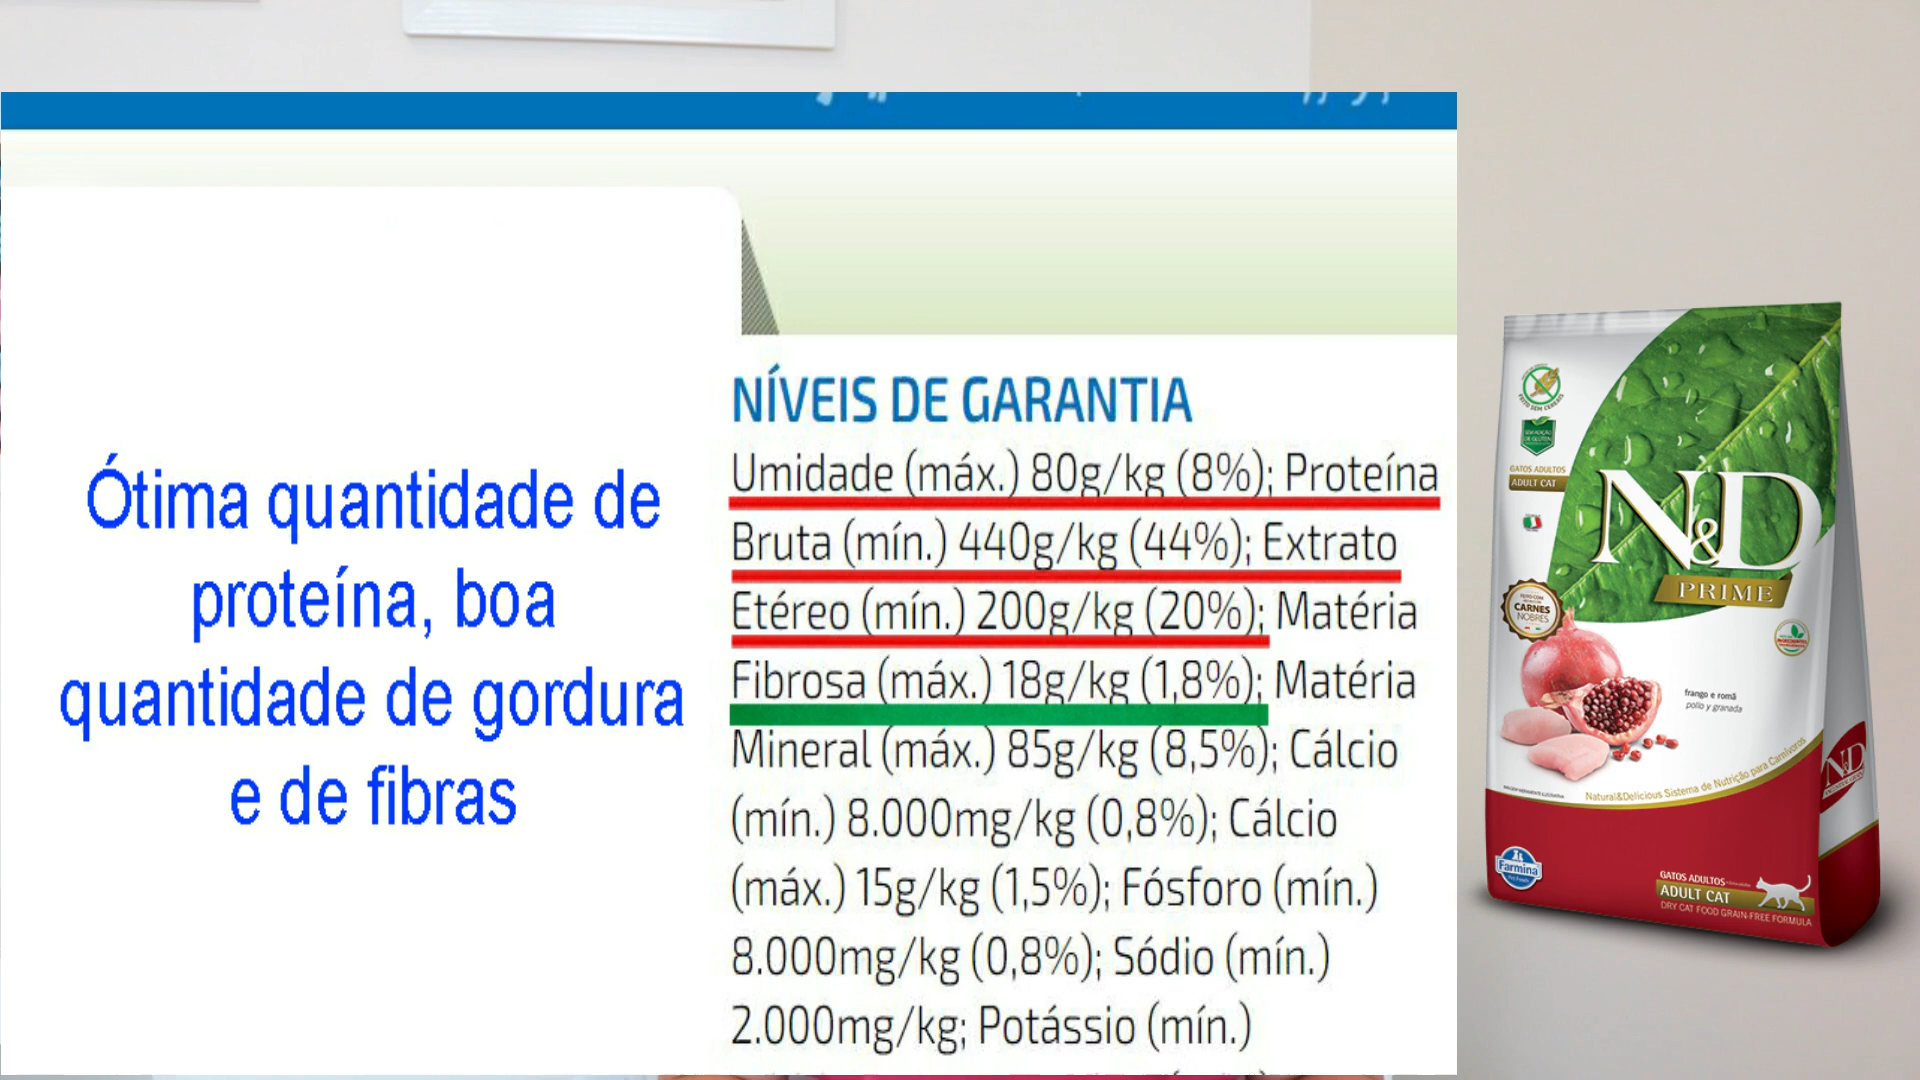 Ótima quantidade de
proteína, boa
quantidade de gordura
e de fibras
NÍVEIS DE GARANTIA
Umidade (máx.) 80g/kg (8%); Proteína
Bruta (mín.) 440g/kg (44%); Extrato
Etéreo (mín.) 200g/kg (20%); Matéria
Fibrosa (máx.) 18g/kg (1,8%); Matéria
Mineral (máx.) 85g/kg (8,5%); Cálcio
(mín.) 8.000mg/kg (0,8%); Cálcio
(máx.) 15g/kg (1,5%); Fósforo (mín.)
8.000mg/kg (0,8%); Sódio (mín.)
2.000mg/kg; Potássio (mín.)
GATOS ADULTOS
ADULT CAT
N&D
PRIME
CARNES
NOBRES
frango e romã
pollo y granada
Natural&Delicious Sistema de Nutrição para Carnívoros
N&D
Farmina
GATOS ADULTOS
ADULT CAT
DRY CAT FOOD GRAIN-FREE FORMULA